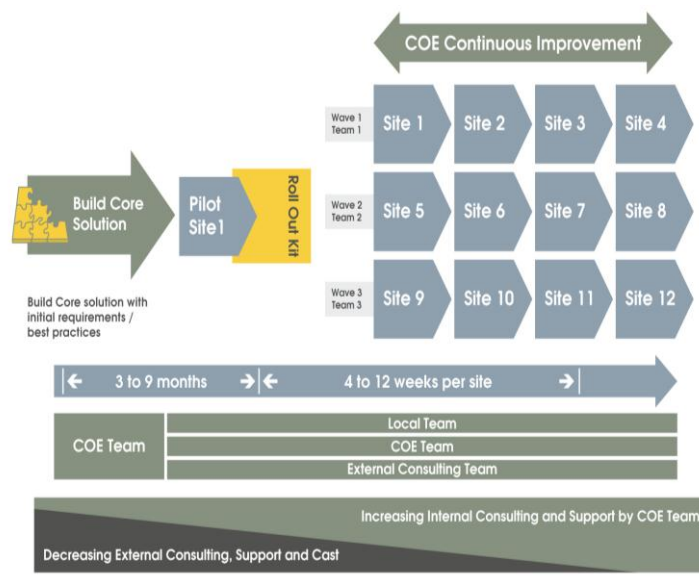 COE Continuous Improvement
Wave 1
Team 1
Site 1
Site 2
Site 3
Site 4
Build Core
Solution
Pilot
Site1
Roll Out Kit
Wave 2
Team 2
Site 5
Site 6
Site 7
Site 8
Wave 3
Team 3
Site 9
Site 10
Site 11
Site 12
Build Core solution with
initial requirements /
best practices
3 to 9 months
4 to 12 weeks per site
COE Team
Local Team
COE Team
External Consulting Team
Increasing Internal Consulting and Support by COE Team
Decreasing External Consulting, Support and Cast